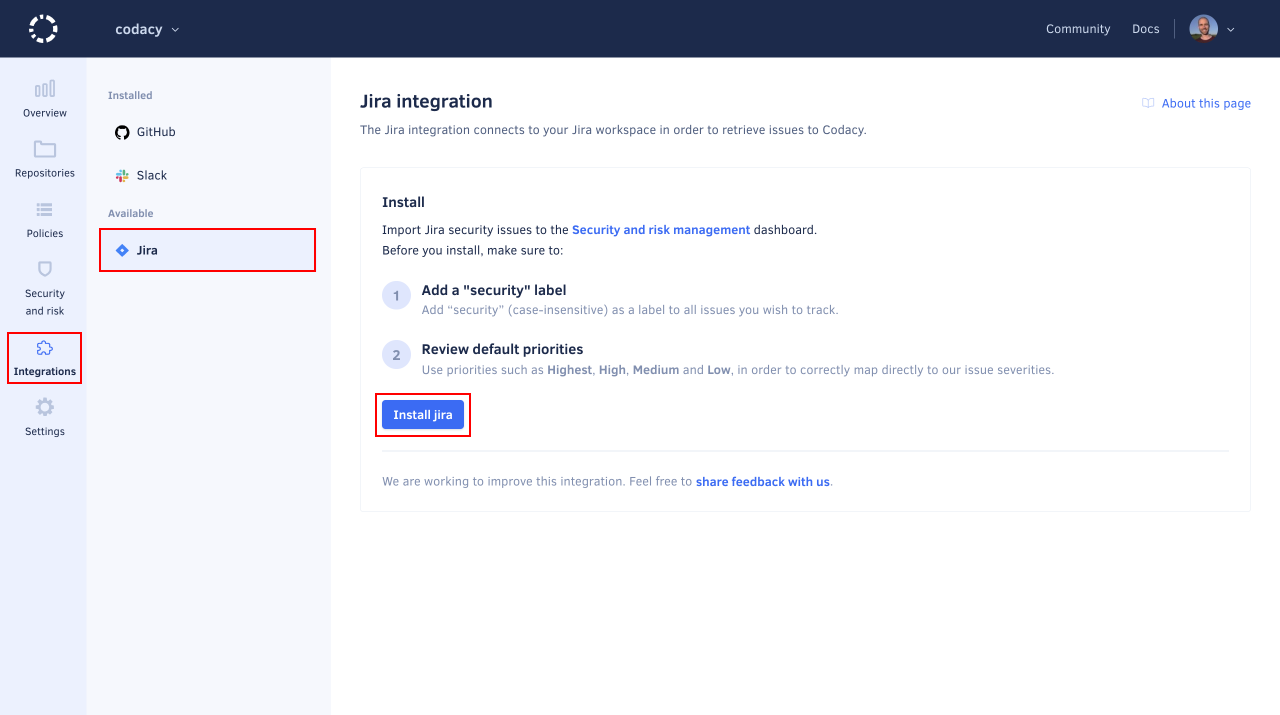 codacy
Community
Docs
Overview
Repositories
Policies
Security
and risk
Integrations
Settings
Installed
GitHub
Slack
Available
Jira
Jira integration
About this page
The Jira integration connects to your Jira workspace in order to retrieve issues to Codacy.
Install
Import Jira security issues to the Security and risk management dashboard.
Before you install, make sure to:
1
Add a "security" label
Add “security” (case-insensitive) as a label to all issues you wish to track.
2
Review default priorities
Use priorities such as Highest, High, Medium and Low, in order to correctly map directly to our issue severities.
Install jira
We are working to improve this integration. Feel free to share feedback with us.